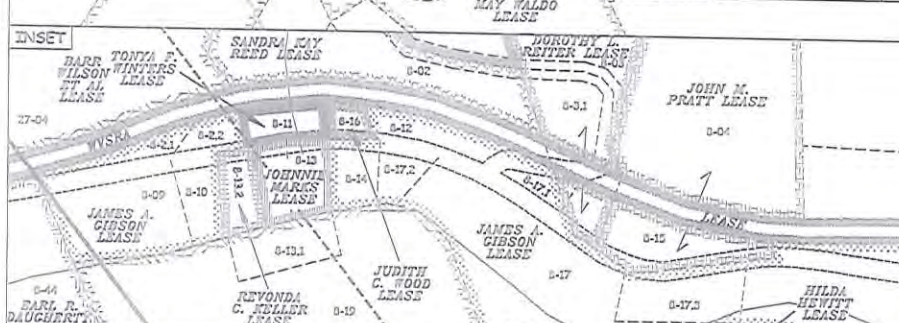 MAY WALDO
LEASE
INSET
SANDRA KAY
REED LEASE
DOROTHY L.
REITER LEASE
8-03
BARR
WILSON
ET AL
LEASE
TONYA F.
WINTERS
LEASE
8-02
8-3.1
JOHN M.
PRATT LEASE
8-04
27-04
WVSRA
8-2.1
8-2.2
8-11
8-16
8-12
8-09
8-10
8-13.2
8-13
JOHNNIE
MARKS
LEASE
8-14
8-17.2
8-17.1
LEASE
8-15
JAMES A.
GIBSON
LEASE
JAMES A.
GIBSON
LEASE
8-13.1
JUDITH
C. WOOD
LEASE
8-17
8-44
EARL R.
DAUGHERTY
REVONDA
C. KELLER
LEASE
8-19
8-17.3
HILDA
HEWITT
LEASE